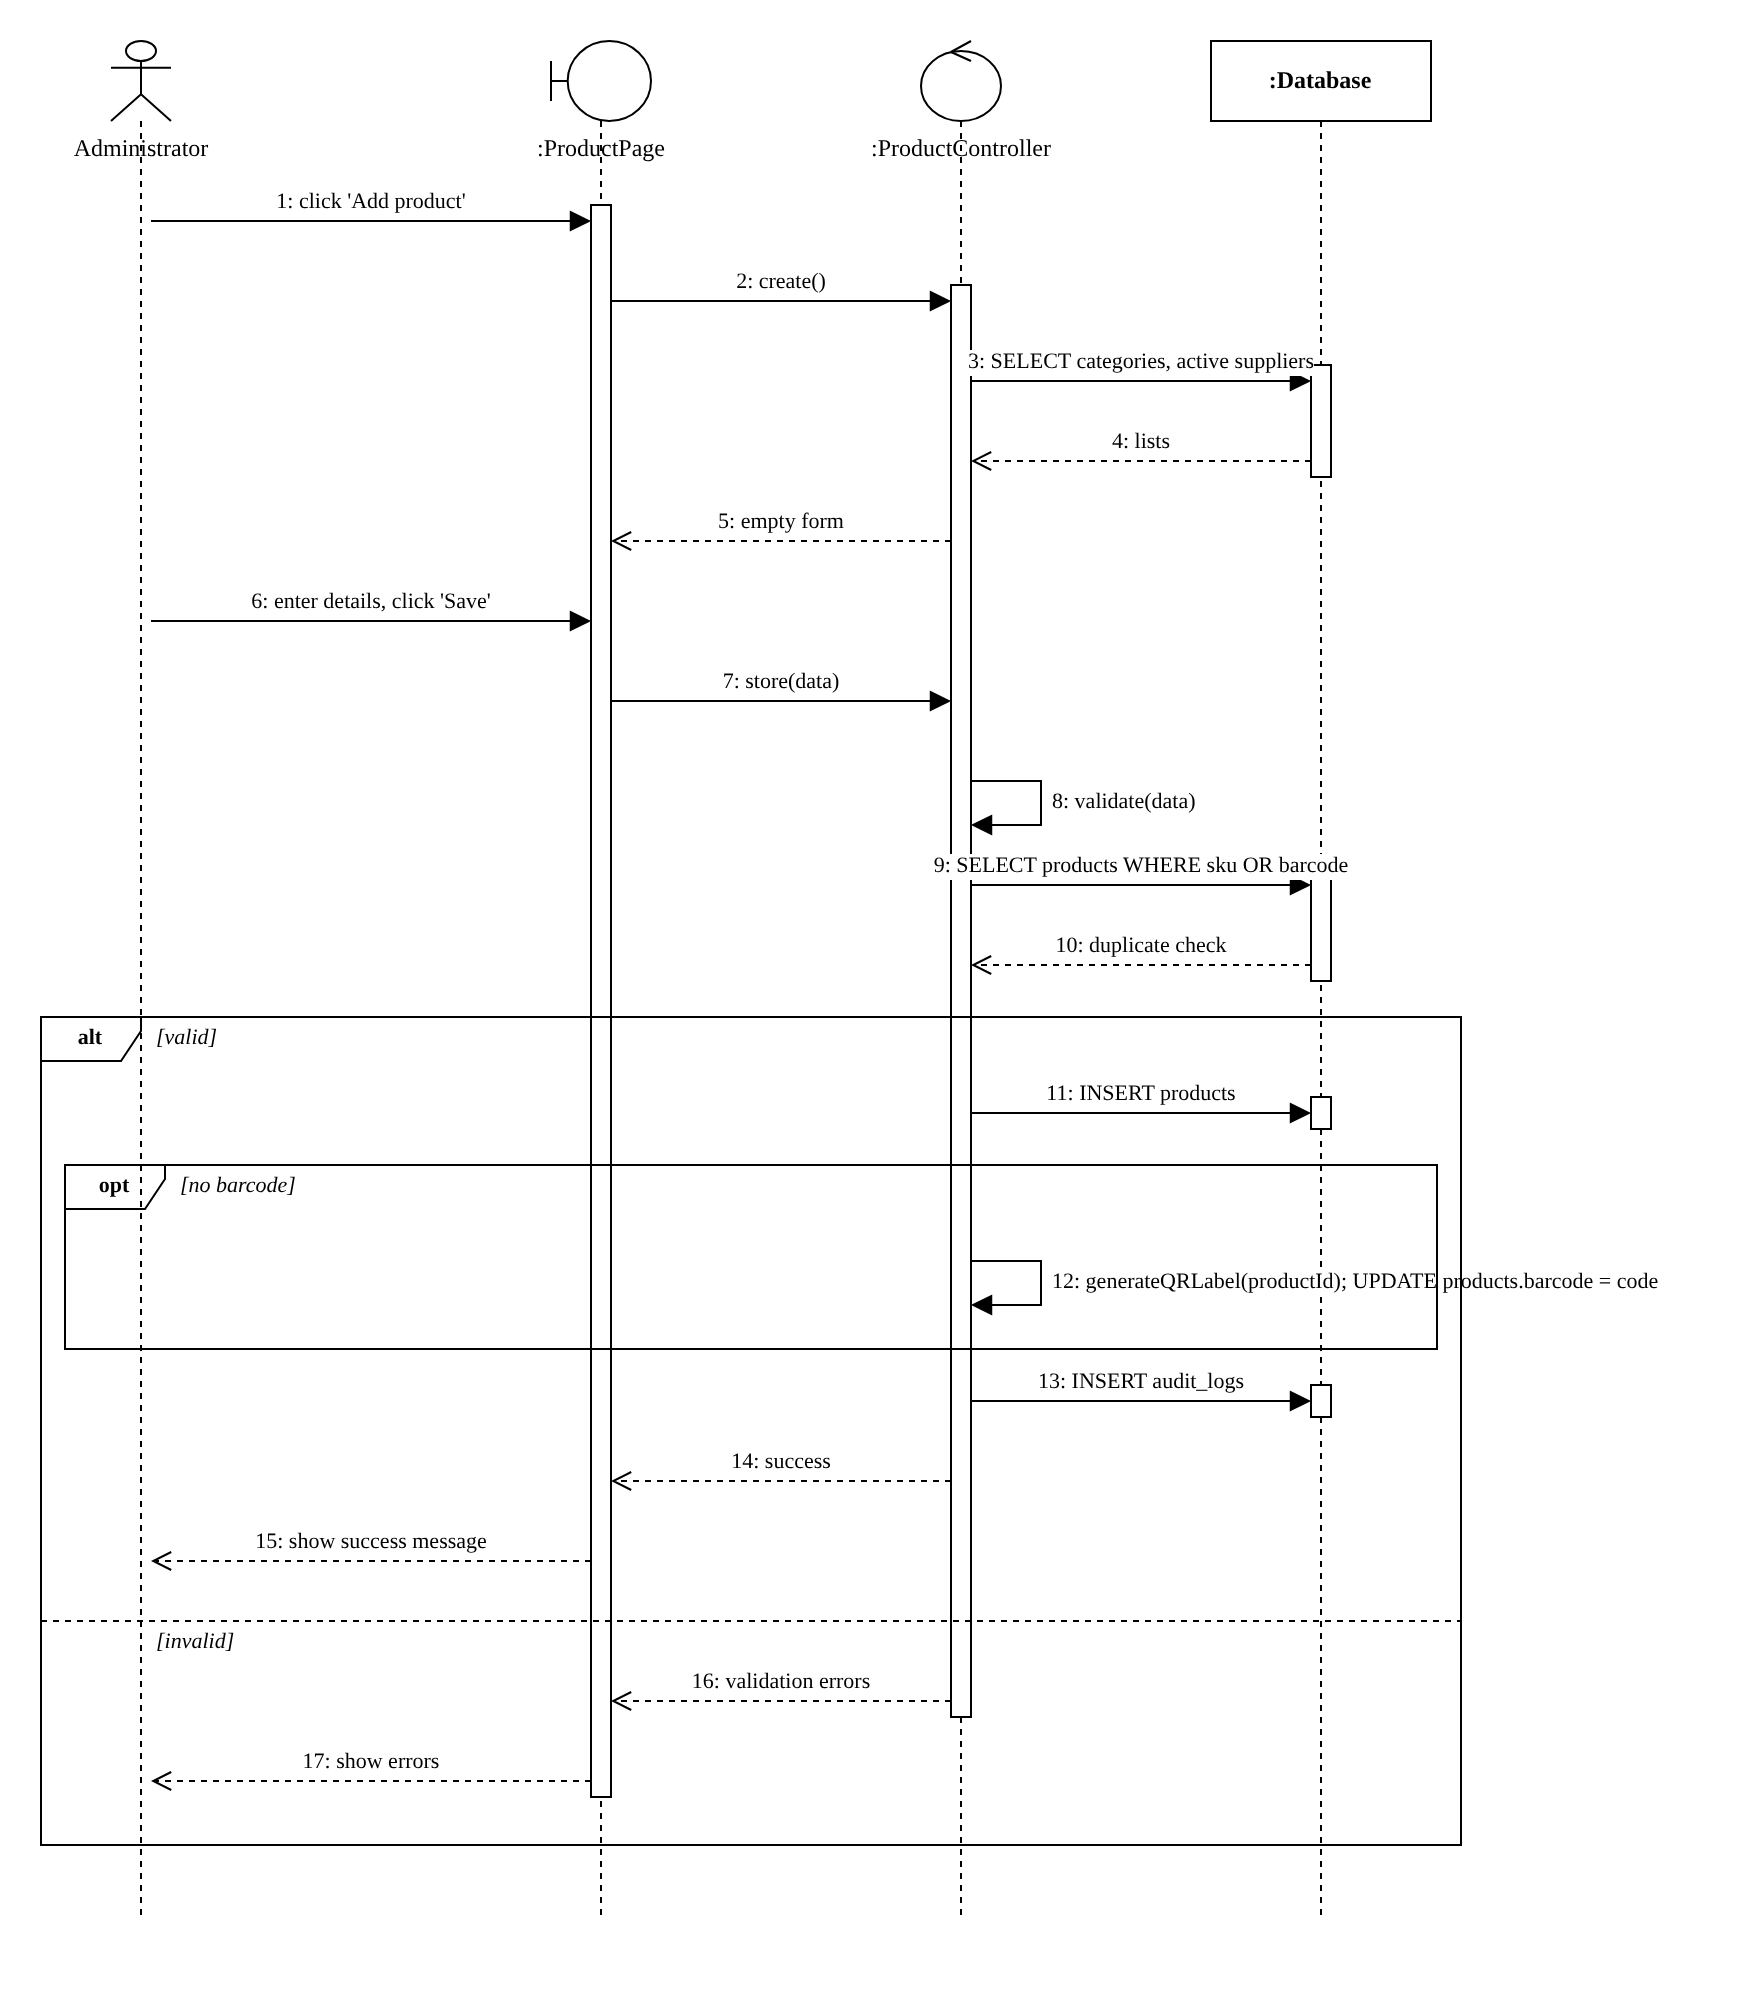 :Database
Administrator
:ProductPage
:ProductController
1: click 'Add product'
2: create()
3: SELECT categories, active suppliers
4: lists
5: empty form
6: enter details, click 'Save'
7: store(data)
8: validate(data)
9: SELECT products WHERE sku OR barcode
10: duplicate check
alt
[valid]
11: INSERT products
opt
[no barcode]
12: generateQRLabel(productId); UPDATE products.barcode = code
13: INSERT audit_logs
14: success
15: show success message
[invalid]
16: validation errors
17: show errors